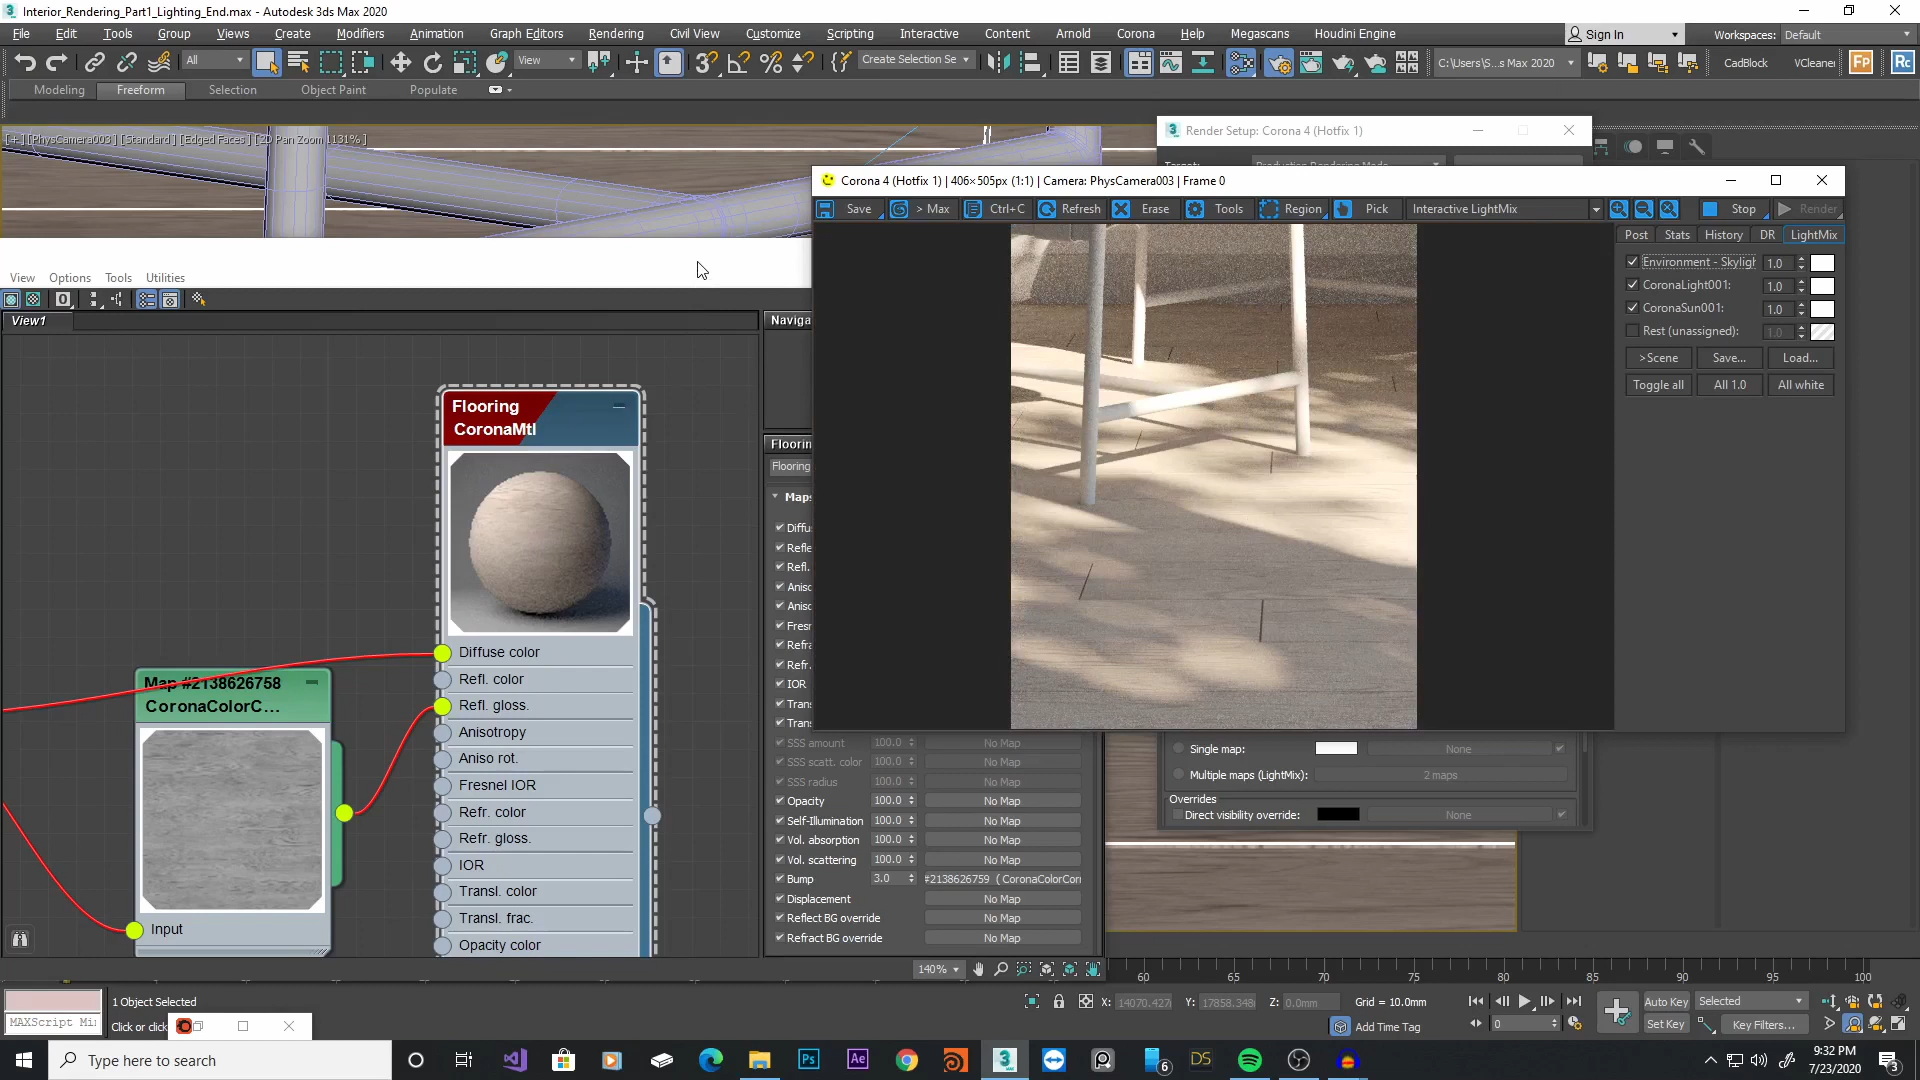 Interior_Rendering_Part1_Lighting_End.max - Autodesk 3ds Max 2020
File Edit Tools Group Views Create Modifiers Animation Graph Editors Rendering Civil View Customize Scripting Interactive Content Arnold Corona Help Megascans Houdini Engine Sign In Workspaces: Default
All View Create Selection Se C:\Users\S...s Max 2020 CadBlock VCleaner
Modeling Freeform Selection Object Paint Populate
[+] [PhysCamera003] [Standard] [Edged Faces] [2D Pan Zoom 1131%]
Render Setup: Corona 4 (Hotfix 1)
Corona 4 (Hotfix 1) | 406×505px (1:1) | Camera: PhysCamera003 | Frame 0
Save > Max Ctrl+C Refresh Erase Tools Region Pick Interactive LightMix Stop Render
Post Stats History DR LightMix
Environment - Skyligh 1.0
CoronaLight001: 1.0
CoronaSun001: 1.0
Rest (unassigned): 1.0
>Scene Save... Load...
Toggle all All 1.0 All white
View Options Tools Utilities
View1
Naviga
Flooring
CoronaMtl
Diffuse color
Refl. color
Refl. gloss.
Anisotropy
Aniso rot.
Fresnel IOR
Refr. color
Refr. gloss.
IOR
Transl. color
Transl. frac.
Opacity color
Map #2138626758
CoronaColorC...
Input
Floorin
Flooring
Maps
Diffu
Refle
Refl.
Aniso
Aniso
Fresn
Refra
Refr.
IOR
Trans
Trans
SSS amount 100.0 No Map
SSS scatt. color 100.0 No Map
SSS radius 100.0 No Map
Opacity 100.0 No Map
Self-Illumination 100.0 No Map
Vol. absorption 100.0 No Map
Vol. scattering 100.0 No Map
Bump 3.0 #2138626759 ( CoronaColorCorr
Displacement No Map
Reflect BG override No Map
Refract BG override No Map
Single map: None
Multiple maps (LightMix): 2 maps
Overrides
Direct visibility override: None
140%
60 65 70 75 80 85 90 95 100
1 Object Selected X: 14070.427 Y: 17858.348 Z: 0.0mm Grid = 10.0mm Auto Key Selected
MAXScript Mi Click or click Add Time Tag 0 Set Key Key Filters...
Type here to search
Ps Ae DS 6
9:32 PM
7/23/2020
3